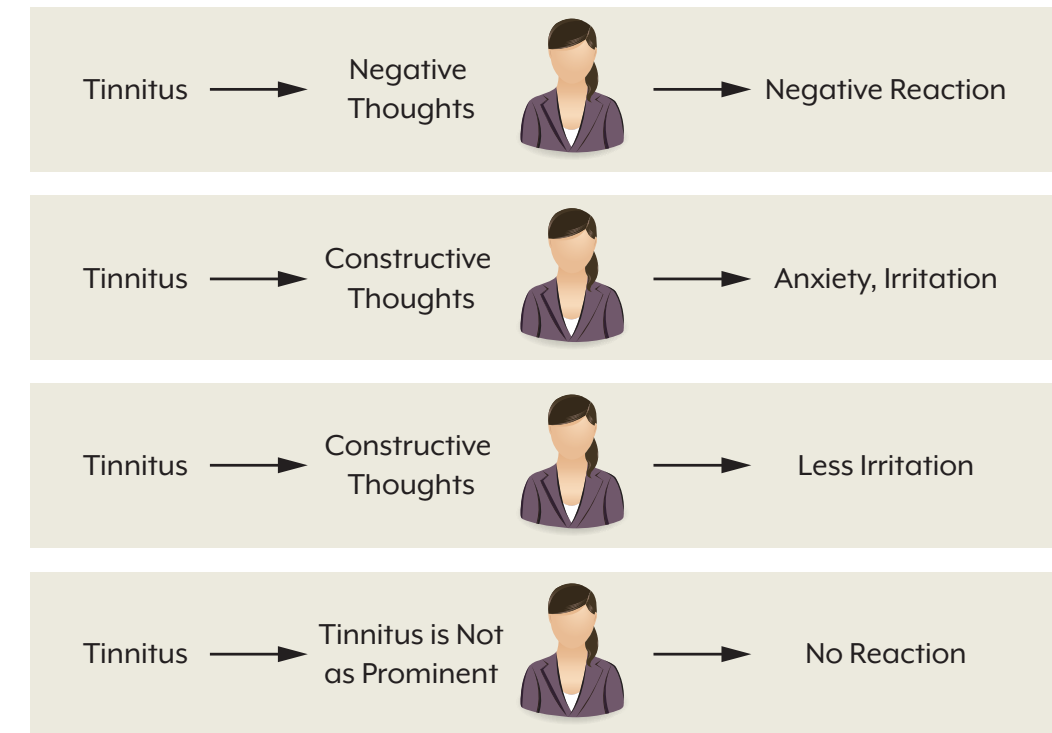 Tinnitus
Negative
Thoughts
Negative Reaction
Tinnitus
Constructive
Thoughts
Anxiety, Irritation
Tinnitus
Constructive
Thoughts
Less Irritation
Tinnitus
Tinnitus is Not
as Prominent
No Reaction